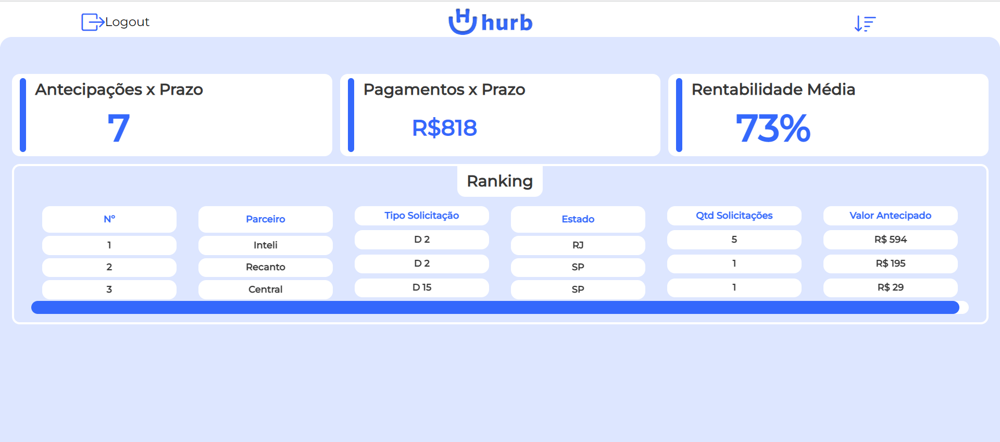 Logout
hurb
Antecipações x Prazo
7
Pagamentos x Prazo
R$818
Rentabilidade Média
73%
Ranking
Nº Parceiro Tipo Solicitação Estado Qtd Solicitações Valor Antecipado
1 Inteli D 2 RJ 5 R$ 594
2 Recanto D 2 SP 1 R$ 195
3 Central D 15 SP 1 R$ 29